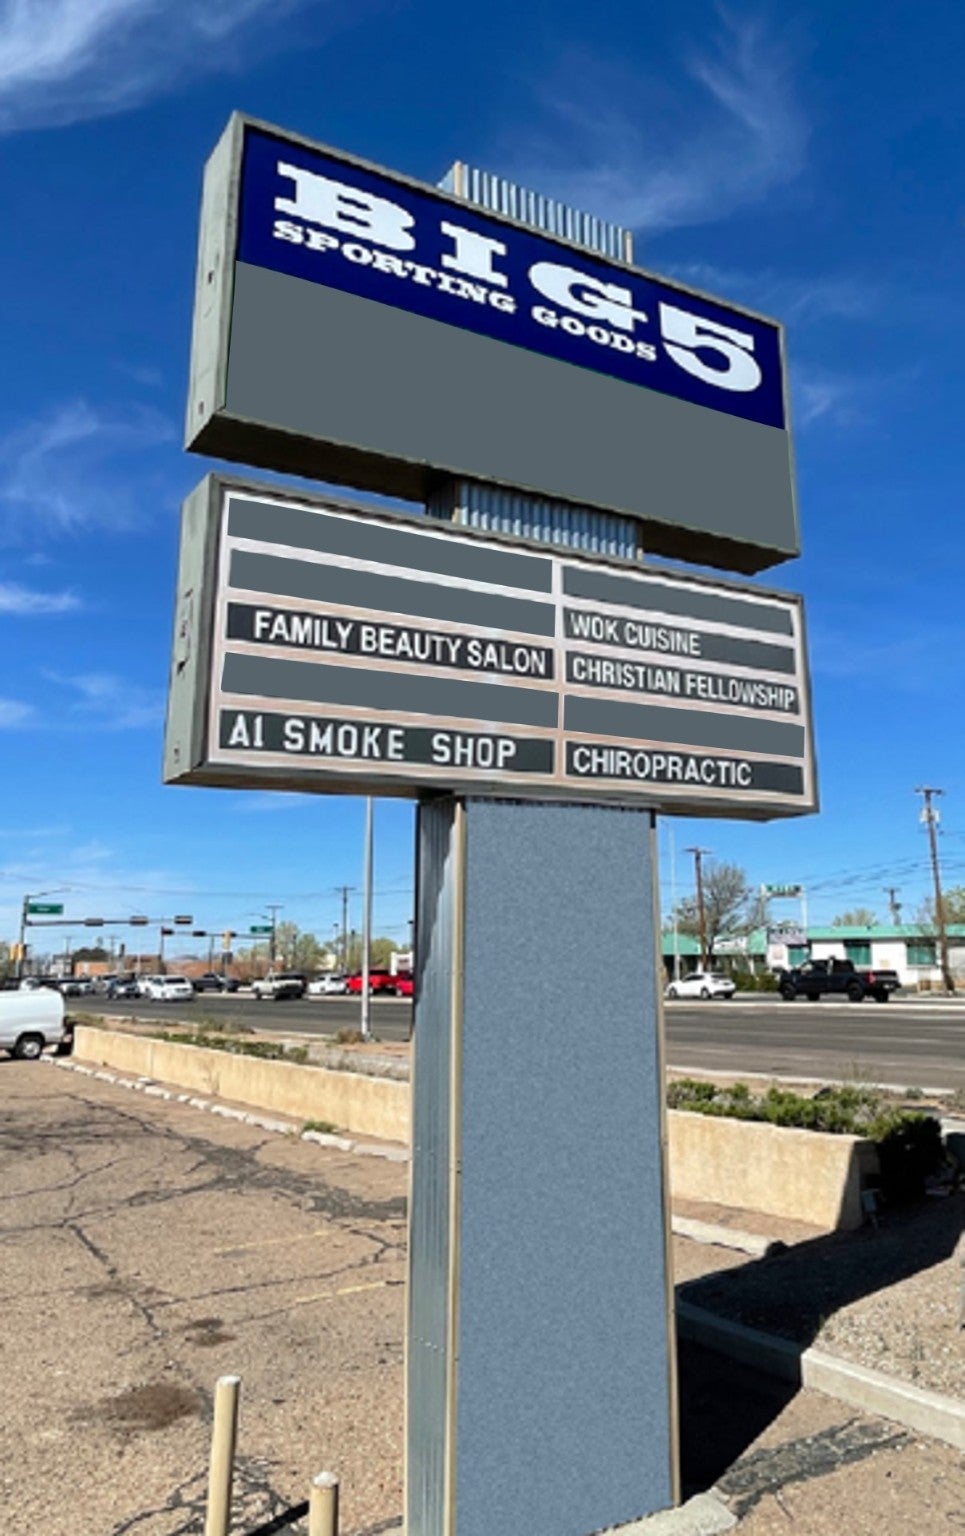 BIG 5
SPORTING GOODS
FAMILY BEAUTY SALON
A1 SMOKE SHOP
WOK CUISINE
CHRISTIAN FELLOWSHIP
CHIROPRACTIC